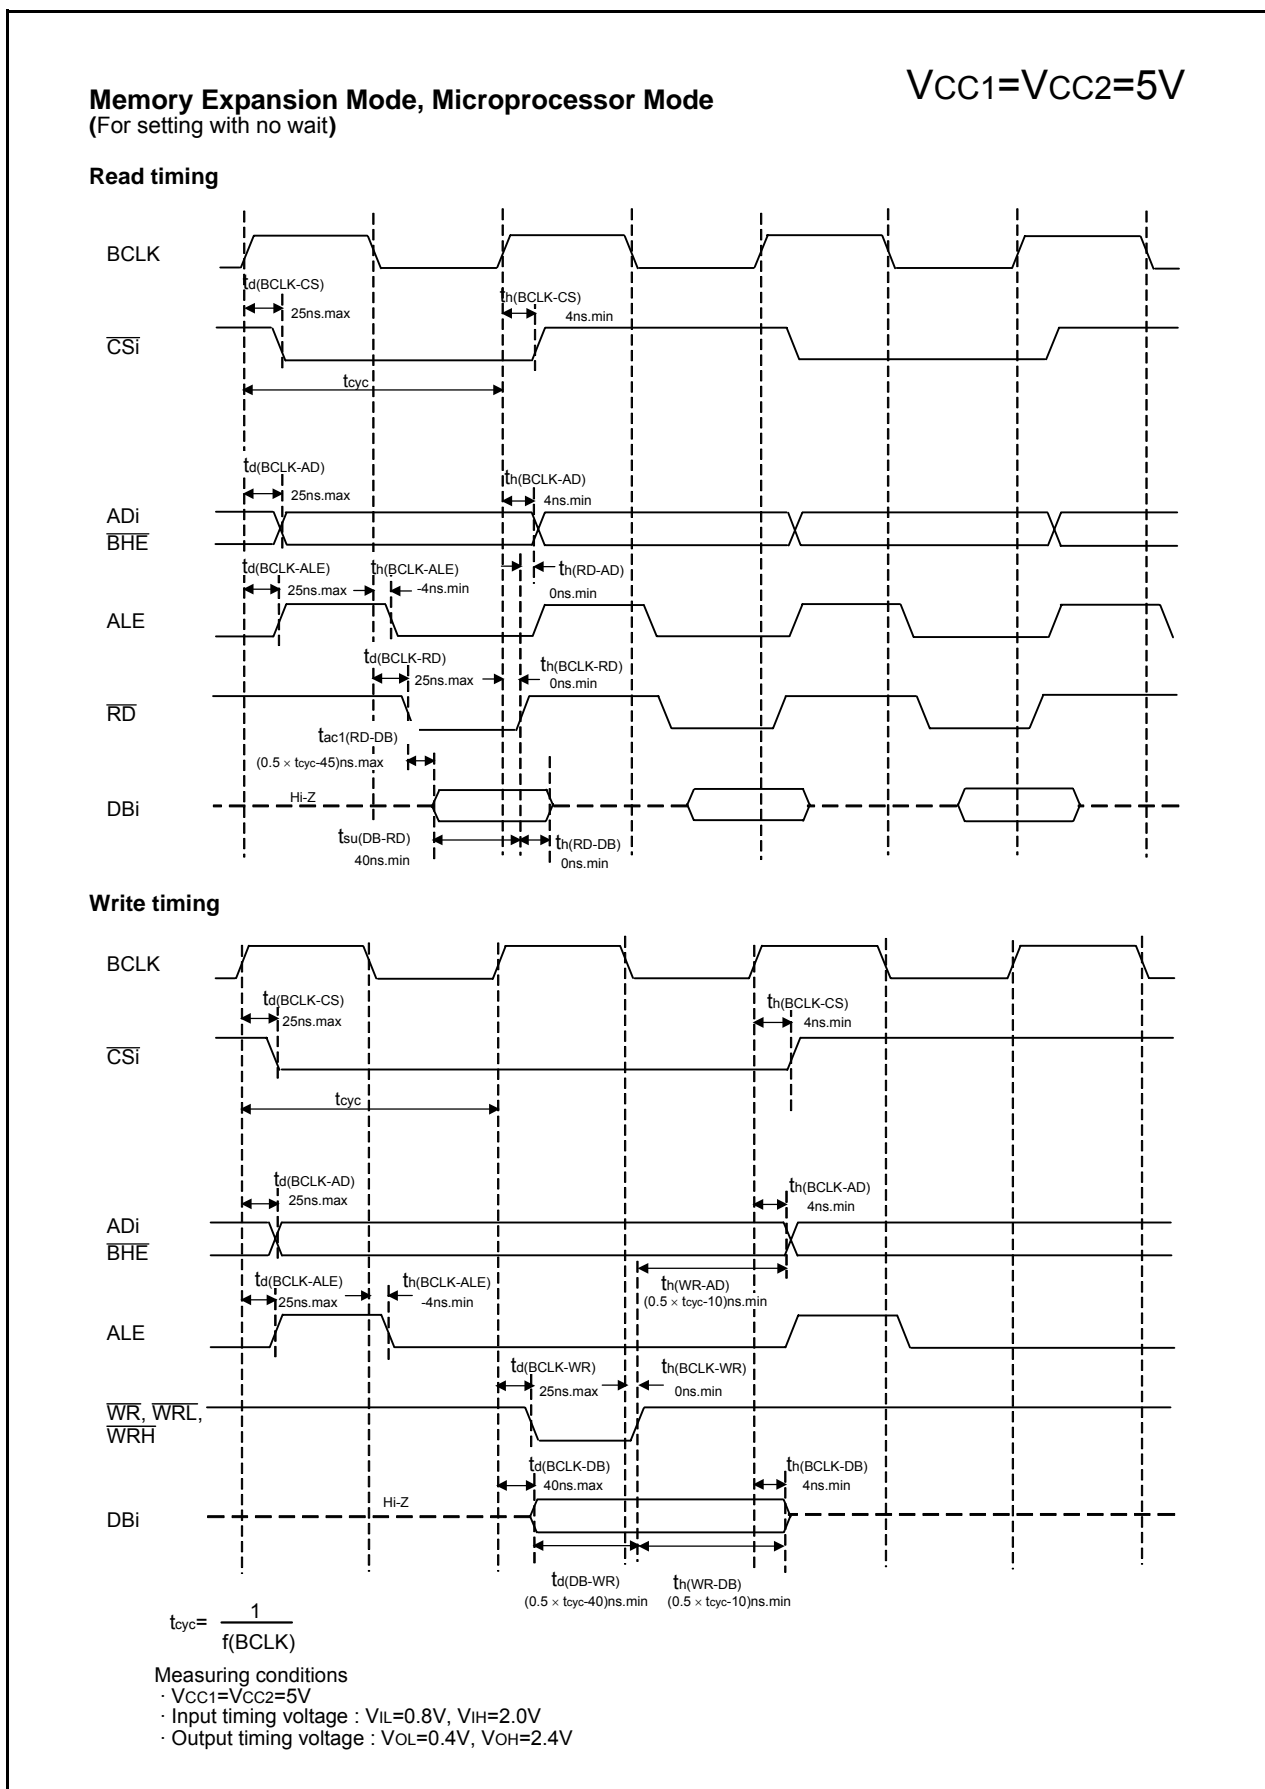 VCC1=VCC2=5V
Memory Expansion Mode, Microprocessor Mode
(For setting with no wait)
Read timing
BCLK
td(BCLK-CS)
25ns.max
th(BCLK-CS)
4ns.min
CSi
tcyc
td(BCLK-AD)
25ns.max
th(BCLK-AD)
4ns.min
ADi
BHE
td(BCLK-ALE)
25ns.max
th(BCLK-ALE)
-4ns.min
th(RD-AD)
0ns.min
ALE
td(BCLK-RD)
25ns.max
th(BCLK-RD)
0ns.min
RD
tac1(RD-DB)
(0.5 × tcyc-45)ns.max
Hi-Z
DBi
tsu(DB-RD)
40ns.min
th(RD-DB)
0ns.min
Write timing
BCLK
td(BCLK-CS)
25ns.max
th(BCLK-CS)
4ns.min
CSi
tcyc
td(BCLK-AD)
25ns.max
th(BCLK-AD)
4ns.min
ADi
BHE
td(BCLK-ALE)
25ns.max
th(BCLK-ALE)
-4ns.min
th(WR-AD)
(0.5 × tcyc-10)ns.min
ALE
td(BCLK-WR)
25ns.max
th(BCLK-WR)
0ns.min
WR, WRL,
WRH
td(BCLK-DB)
40ns.max
th(BCLK-DB)
4ns.min
Hi-Z
DBi
td(DB-WR)
(0.5 × tcyc-40)ns.min
th(WR-DB)
(0.5 × tcyc-10)ns.min
tcyc= 1
f(BCLK)
Measuring conditions
· VCC1=VCC2=5V
· Input timing voltage : VIL=0.8V, VIH=2.0V
· Output timing voltage : VOL=0.4V, VOH=2.4V